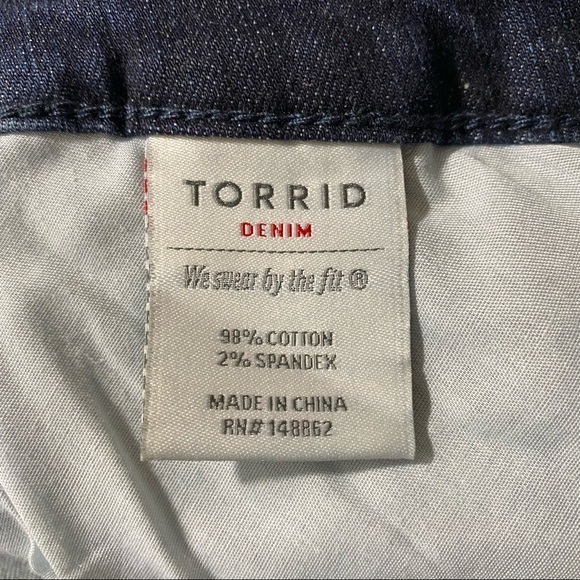 TORRID
DENIM
We swear by the fit ®
98% COTTON
2% SPANDEX
MADE IN CHINA
RN# 148862